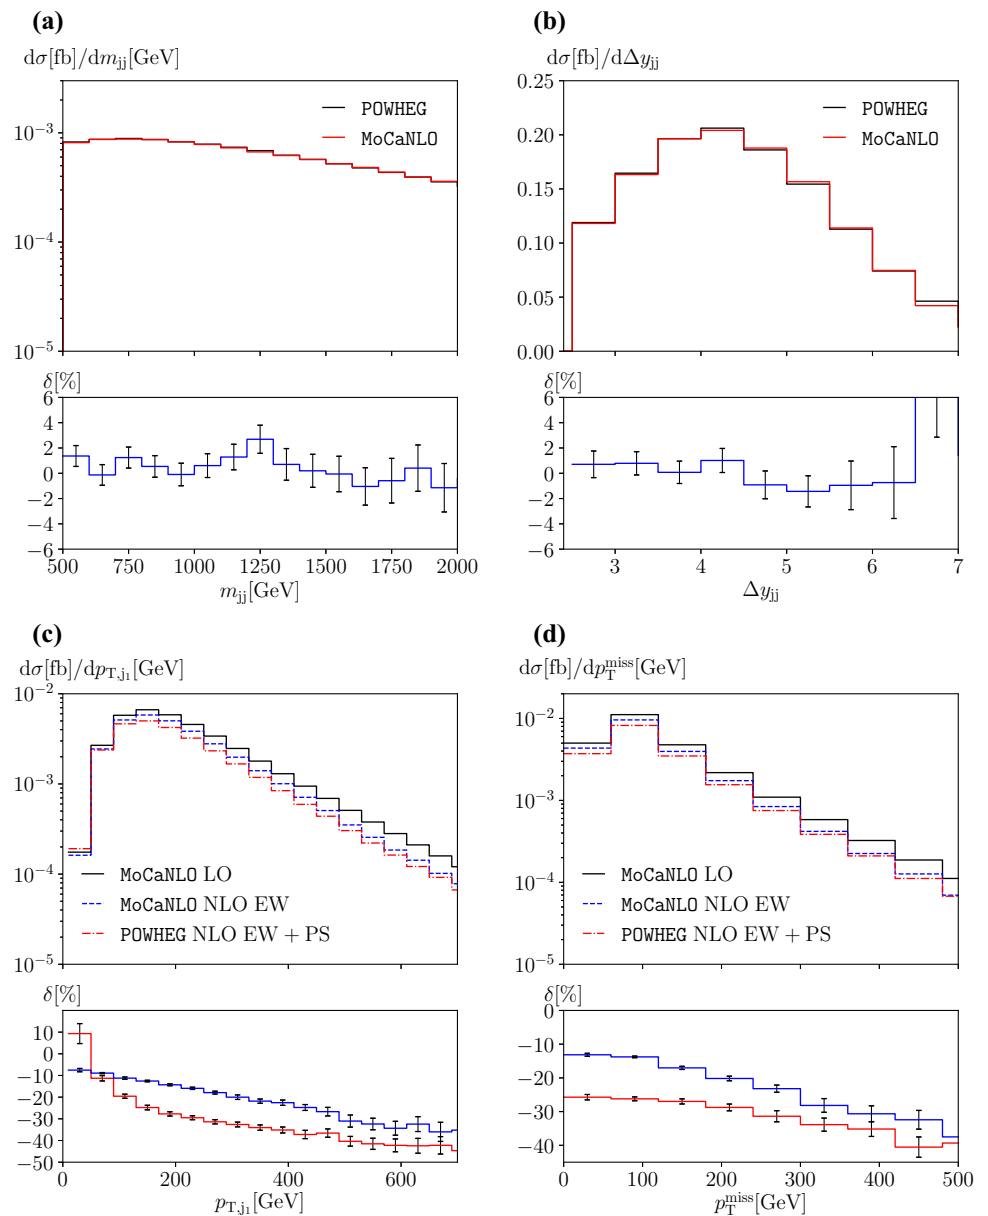 (a)
dσ[fb]/dm_jj[GeV]
10⁻³
10⁻⁴
10⁻⁵
POWHEG
MoCaNLO
δ[%]
6
4
2
0
−2
−4
−6
500 750 1000 1250 1500 1750 2000
m_jj[GeV]
(b)
dσ[fb]/dΔy_jj
0.25
0.20
0.15
0.10
0.05
0.00
POWHEG
MoCaNLO
δ[%]
6
4
2
0
−2
−4
−6
3 4 5 6 7
Δy_jj
(c)
dσ[fb]/dp_T,j₁[GeV]
10⁻²
10⁻³
10⁻⁴
10⁻⁵
MoCaNLO LO
MoCaNLO NLO EW
POWHEG NLO EW + PS
δ[%]
10
0
−10
−20
−30
−40
−50
0 200 400 600
p_T,j₁[GeV]
(d)
dσ[fb]/dp_T^miss[GeV]
10⁻²
10⁻³
10⁻⁴
10⁻⁵
MoCaNLO LO
MoCaNLO NLO EW
POWHEG NLO EW + PS
δ[%]
0
−10
−20
−30
−40
0 100 200 300 400 500
p_T^miss[GeV]